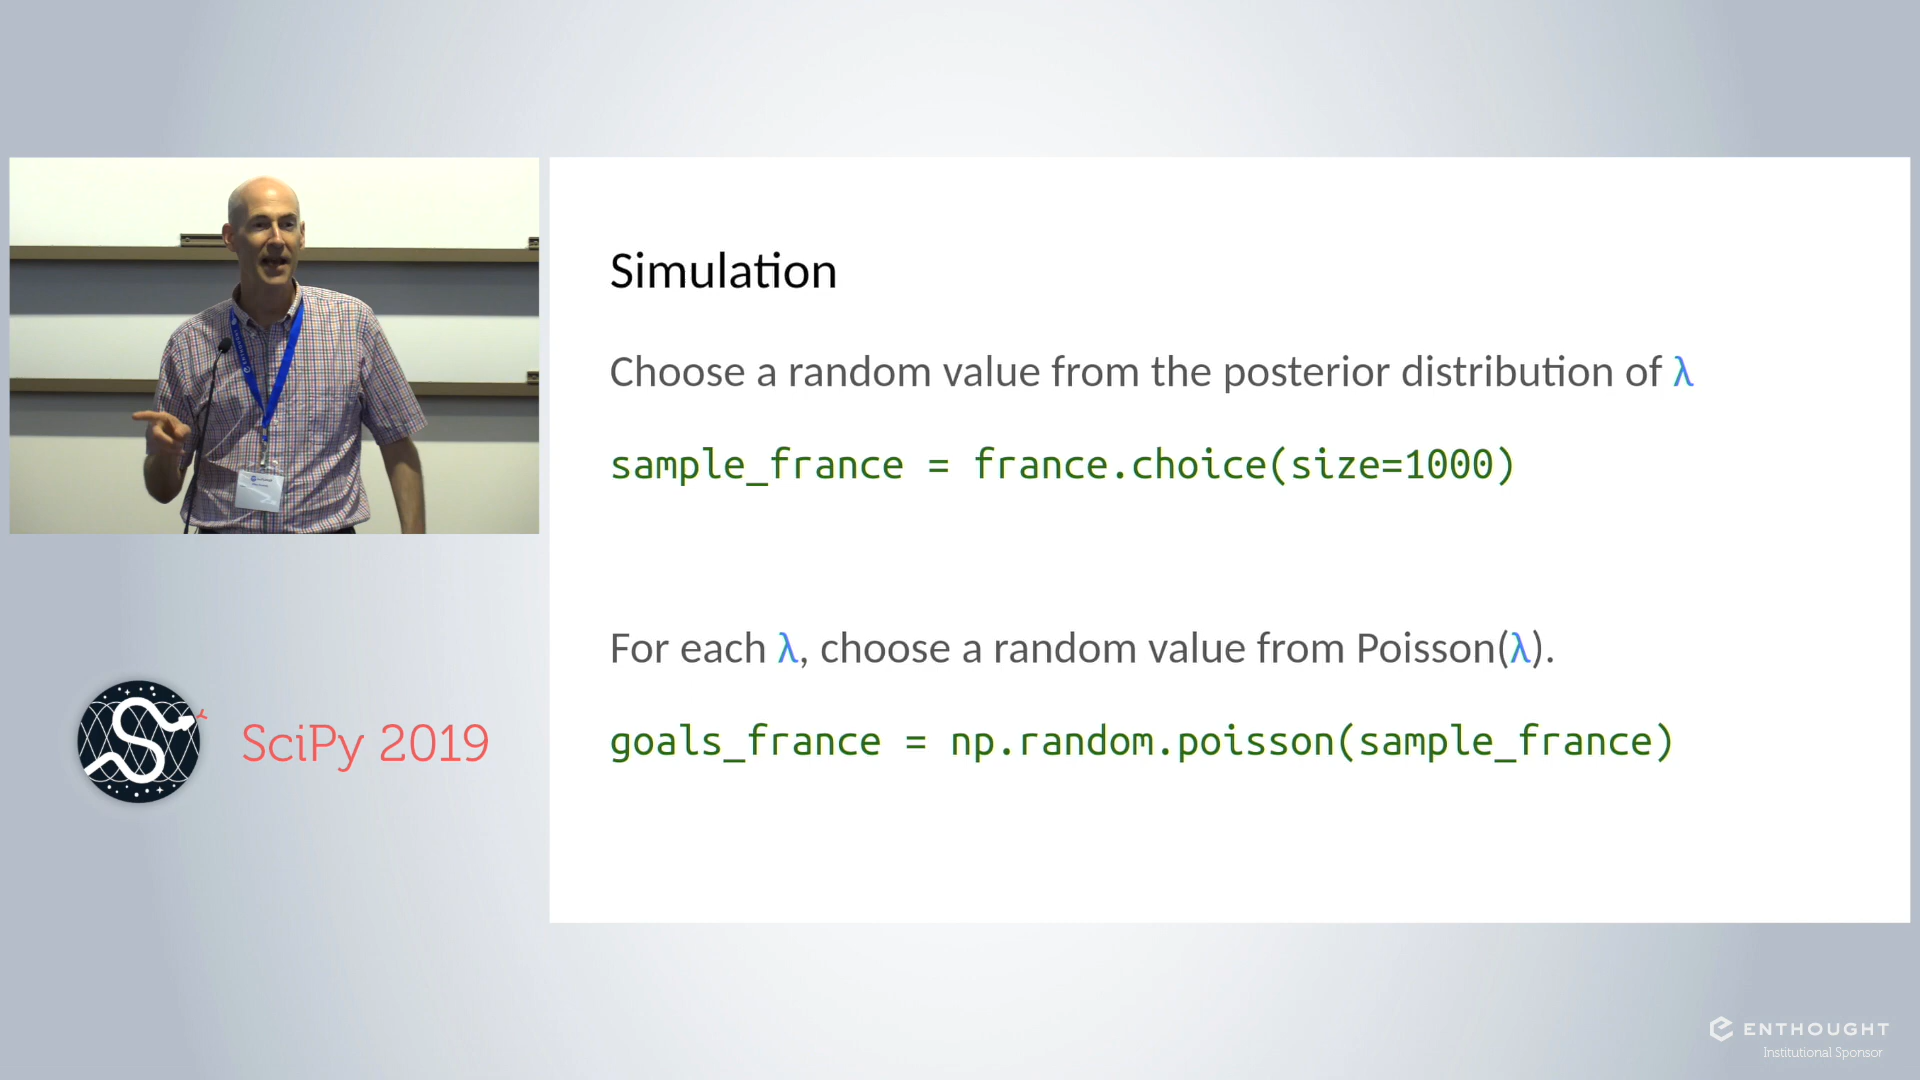 Simulation
Choose a random value from the posterior distribution of λ
sample_france = france.choice(size=1000)
For each λ, choose a random value from Poisson(λ).
goals_france = np.random.poisson(sample_france)
SciPy 2019
ENTHOUGHT
Institutional Sponsor